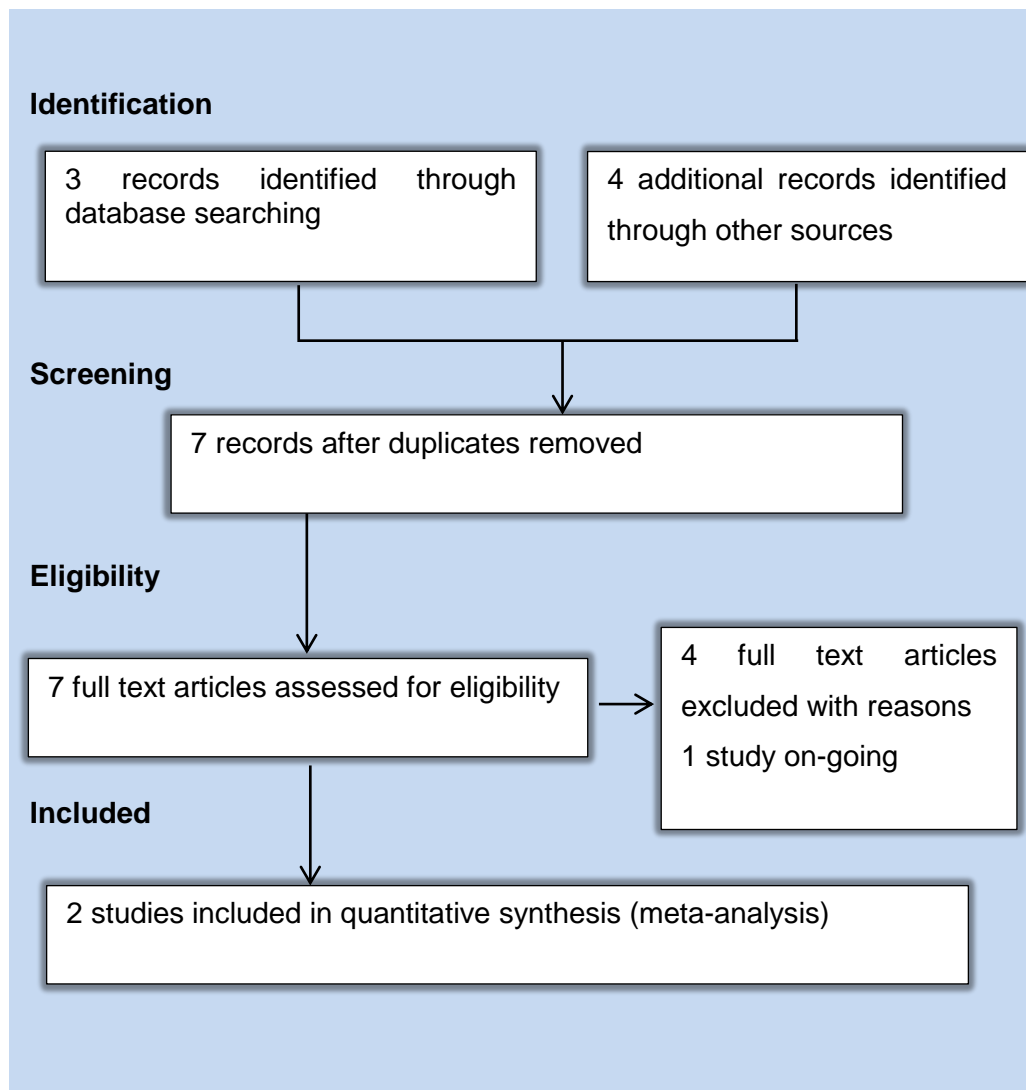 Identification
3 records identified through
database searching
4 additional records identified
through other sources
Screening
7 records after duplicates removed
Eligibility
7 full text articles assessed for eligibility
4 full text articles
excluded with reasons
1 study on-going
Included
2 studies included in quantitative synthesis (meta-analysis)